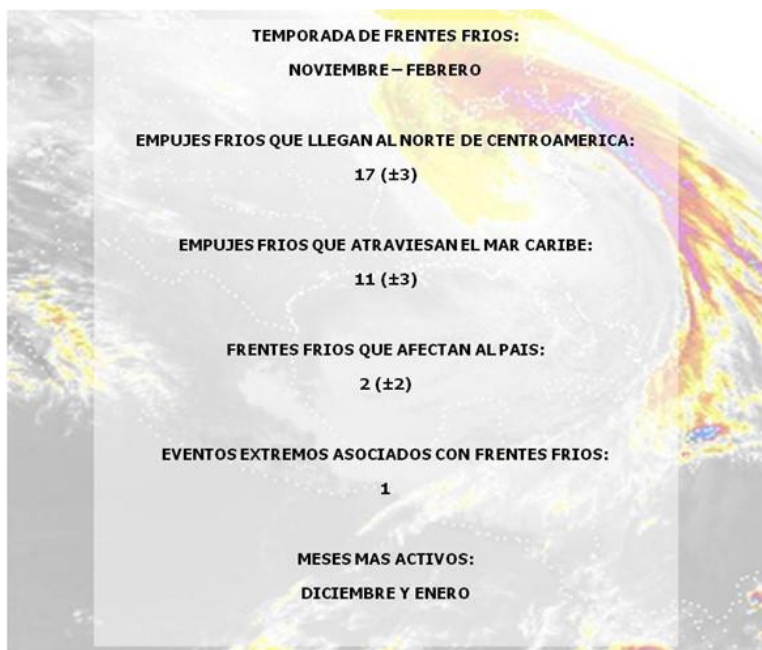 TEMPORADA DE FRENTES FRIOS:
NOVIEMBRE – FEBRERO
EMPUJES FRIOS QUE LLEGAN AL NORTE DE CENTROAMERICA:
17 (±3)
EMPUJES FRIOS QUE ATRAVIESAN EL MAR CARIBE:
11 (±3)
FRENTES FRIOS QUE AFECTAN AL PAIS:
2 (±2)
EVENTOS EXTREMOS ASOCIADOS CON FRENTES FRIOS:
1
MESES MAS ACTIVOS:
DICIEMBRE Y ENERO